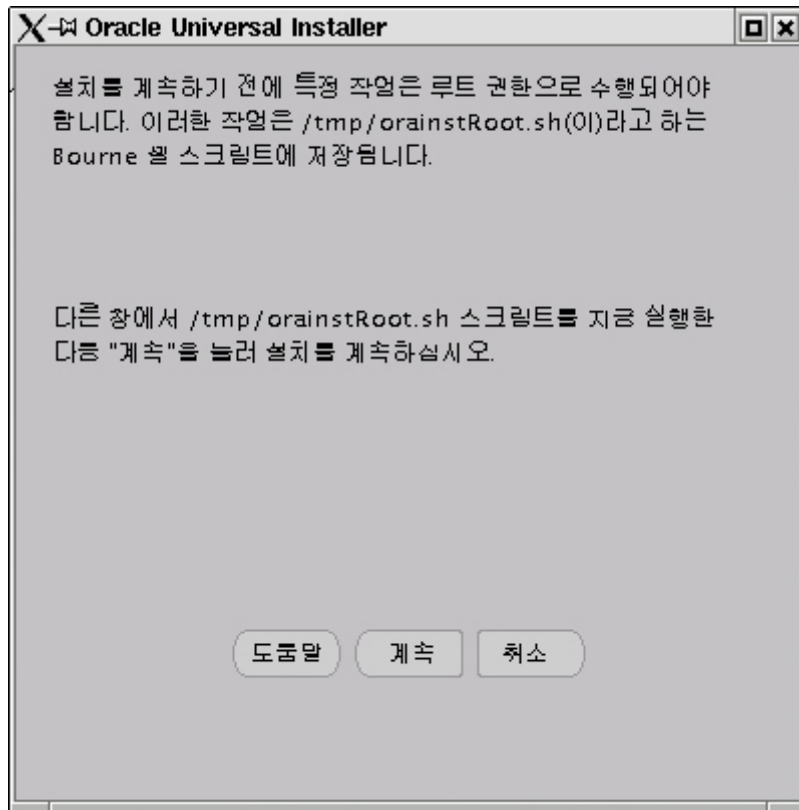 Oracle Universal Installer
설치를 계속하기 전에 특정 작업은 루트 권한으로 수행되어야
합니다. 이러한 작업은 /tmp/orainstRoot.sh(이)라고 하는
Bourne 쉘 스크립트에 저장됩니다.
다른 창에서 /tmp/orainstRoot.sh 스크립트를 지금 실행한
다음 "계속"을 눌러 설치를 계속하십시오.
도움말 계속 취소